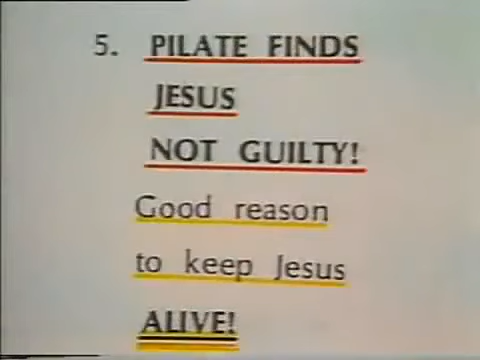 5. PILATE FINDS
JESUS
NOT GUILTY!
Good reason
to keep Jesus
ALIVE!